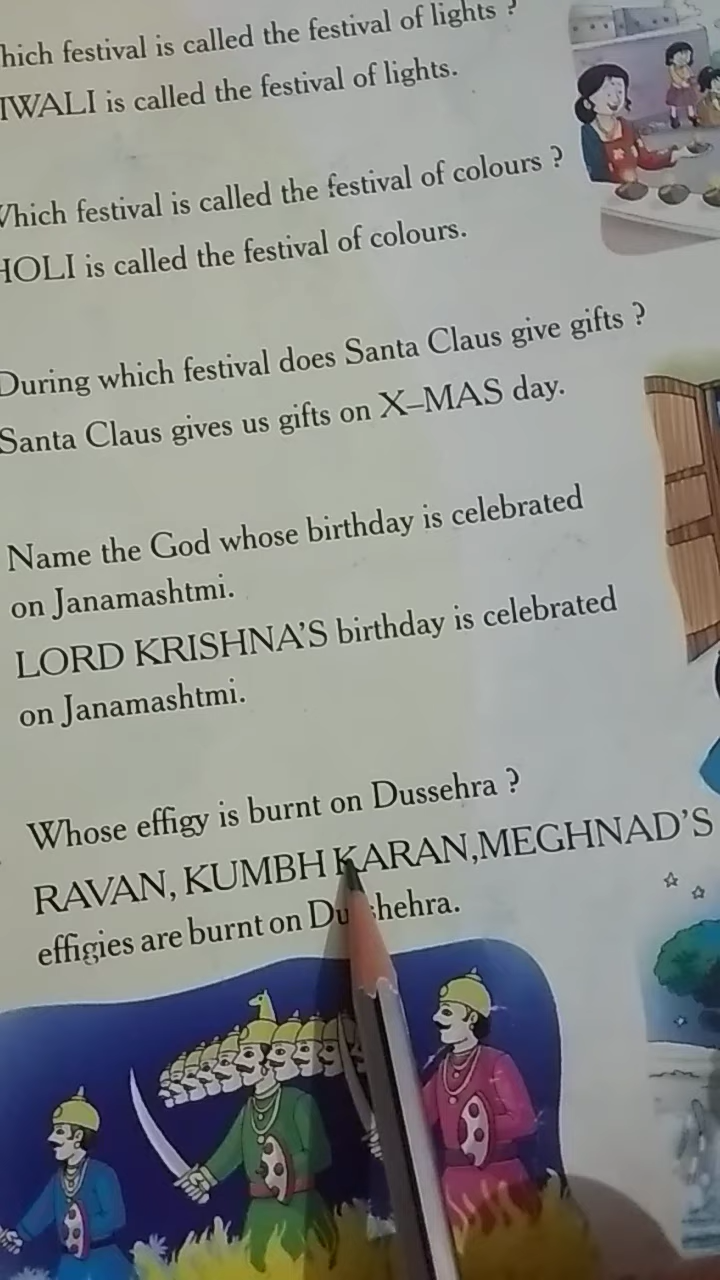 hich festival is called the festival of lights ?
IWALI is called the festival of lights.
Which festival is called the festival of colours ?
HOLI is called the festival of colours.
During which festival does Santa Claus give gifts ?
Santa Claus gives us gifts on X–MAS day.
Name the God whose birthday is celebrated
on Janamashtmi.
LORD KRISHNA'S birthday is celebrated
on Janamashtmi.
Whose effigy is burnt on Dussehra ?
RAVAN, KUMBH KARAN,MEGHNAD'S
effigies are burnt on Du hehra.